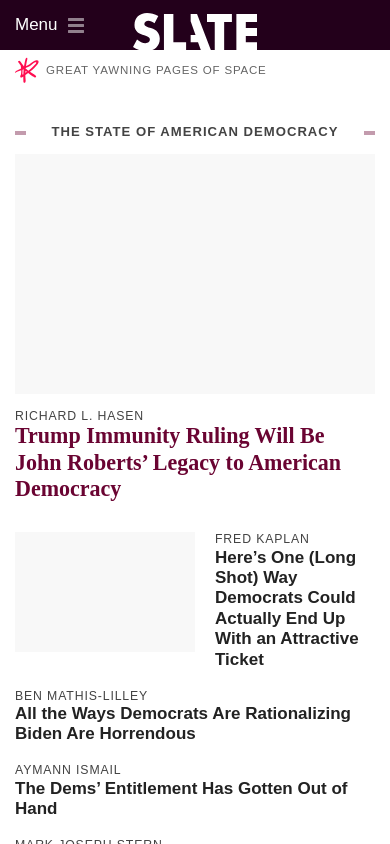 Menu
SLATE
GREAT YAWNING PAGES OF SPACE
THE STATE OF AMERICAN DEMOCRACY
RICHARD L. HASEN
Trump Immunity Ruling Will Be
John Roberts’ Legacy to American
Democracy
FRED KAPLAN
Here’s One (Long
Shot) Way
Democrats Could
Actually End Up
With an Attractive
Ticket
BEN MATHIS-LILLEY
All the Ways Democrats Are Rationalizing
Biden Are Horrendous
AYMANN ISMAIL
The Dems’ Entitlement Has Gotten Out of
Hand
MARK JOSEPH STERN